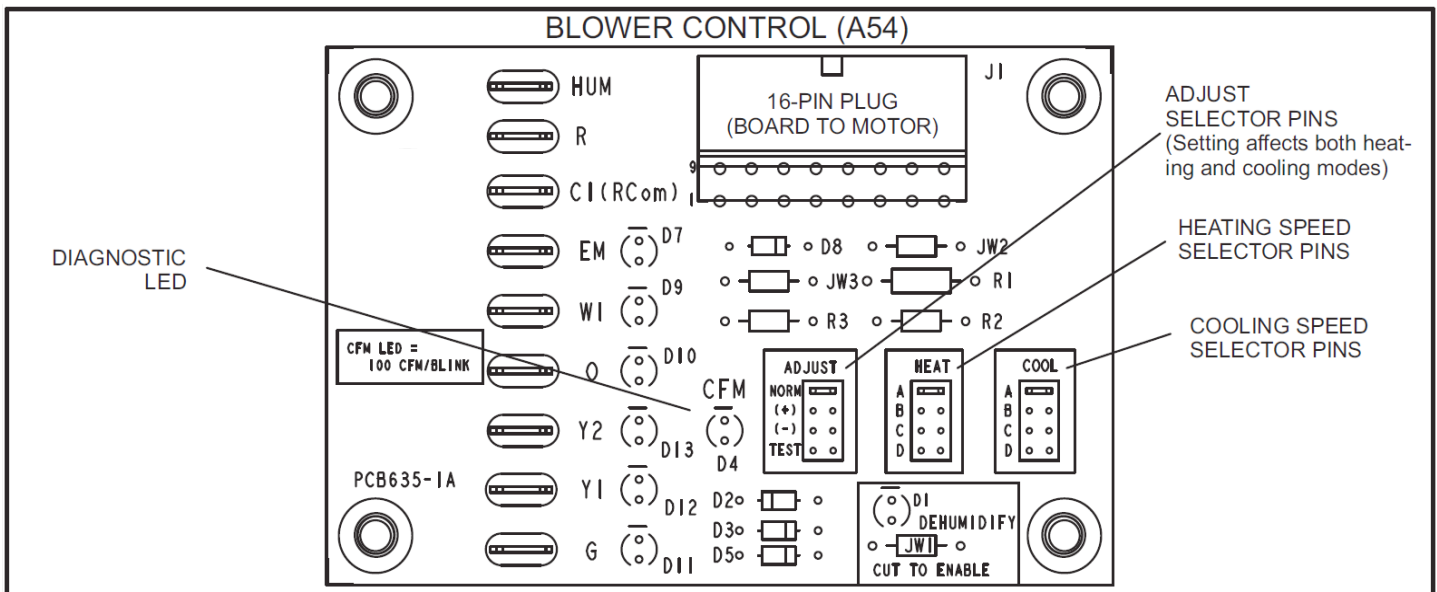 BLOWER CONTROL (A54)
HUM
R
C1(RCom)
EM
W1
O
Y2
Y1
G
D7
D9
D10
D13
D12
D11
J1
16-PIN PLUG
(BOARD TO MOTOR)
9
1
D8
JW2
JW3
R1
R3
R2
CFM LED =
100 CFM/BLINK
PCB635-1A
CFM
D4
D2
D3
D5
ADJUST
NORM
(+)
(-)
TEST
HEAT
A
B
C
D
COOL
A
B
C
D
D1
DEHUMIDIFY
JW1
CUT TO ENABLE
DIAGNOSTIC
LED
ADJUST
SELECTOR PINS
(Setting affects both heat-
ing and cooling modes)
HEATING SPEED
SELECTOR PINS
COOLING SPEED
SELECTOR PINS